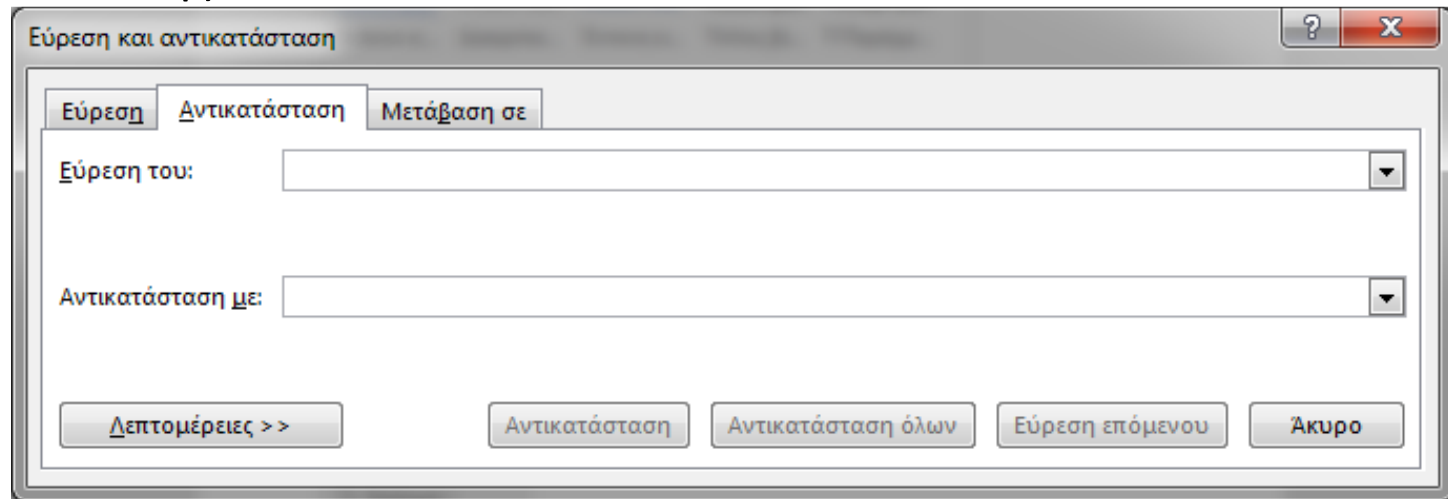 Εύρεση και αντικατάσταση
Εύρεση Αντικατάσταση Μετάβαση σε
Εύρεση του:
Αντικατάσταση με:
Λεπτομέρειες >> Αντικατάσταση Αντικατάσταση όλων Εύρεση επόμενου Άκυρο